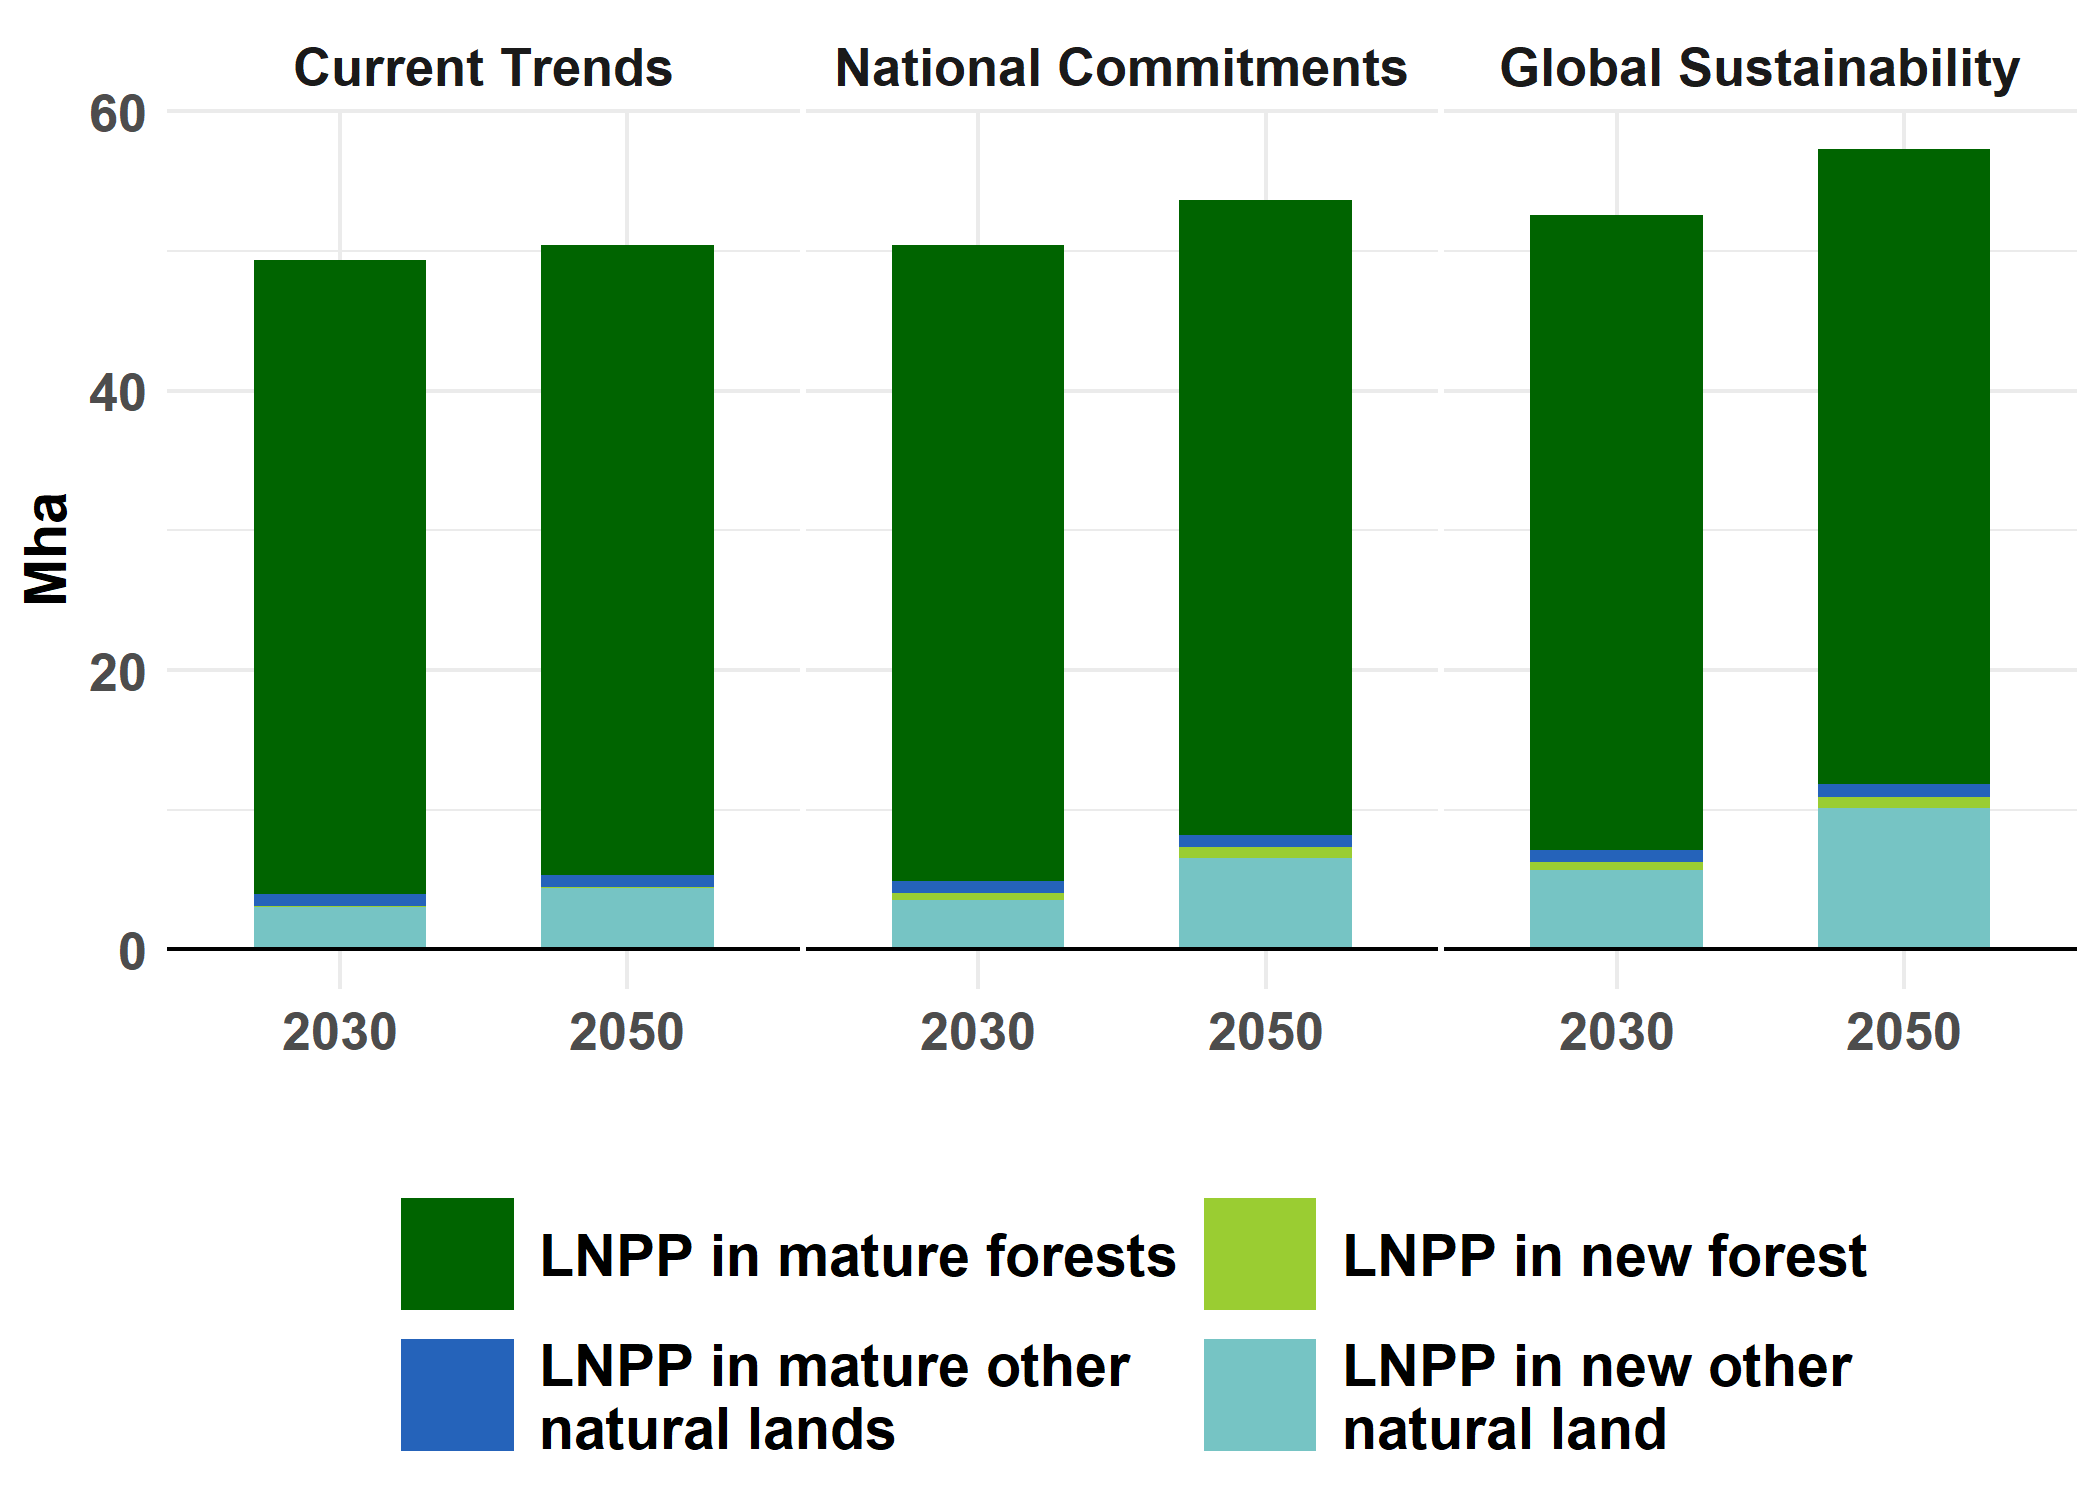 Current Trends
National Commitments
Global Sustainability
60
40
20
0
Mha
2030
2050
2030
2050
2030
2050
LNPP in mature forests
LNPP in new forest
LNPP in mature other
natural lands
LNPP in new other
natural land